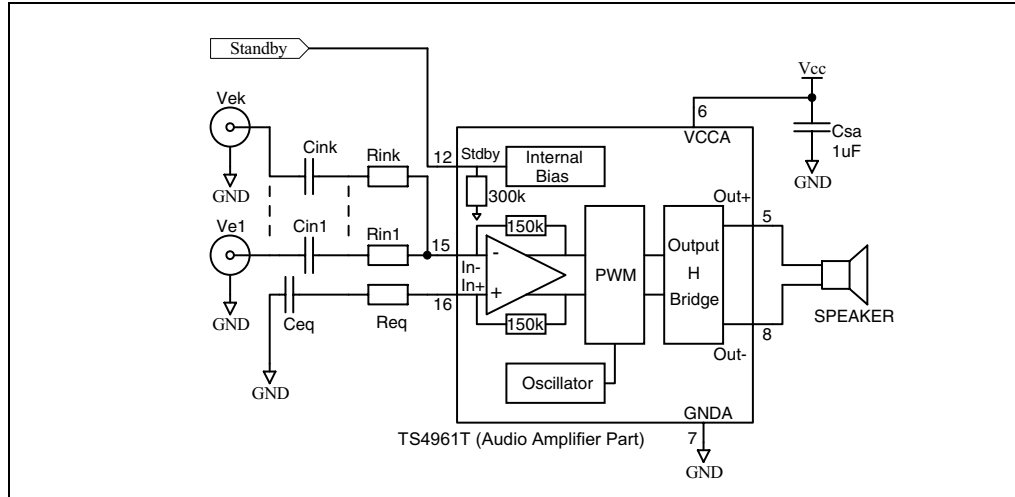 Standby
Vcc
Vek
6
VCCA
Csa
1uF
GND
Cink
Rink
12
Stdby
Internal
Bias
300k
GND
Out+
5
Ve1
Cin1
Rin1
15
150k
-
In-
In+
+
PWM
Output
H
Bridge
SPEAKER
16
GND
Ceq
Req
150k
8
Out-
Oscillator
GND
GNDA
TS4961T (Audio Amplifier Part)
7
GND